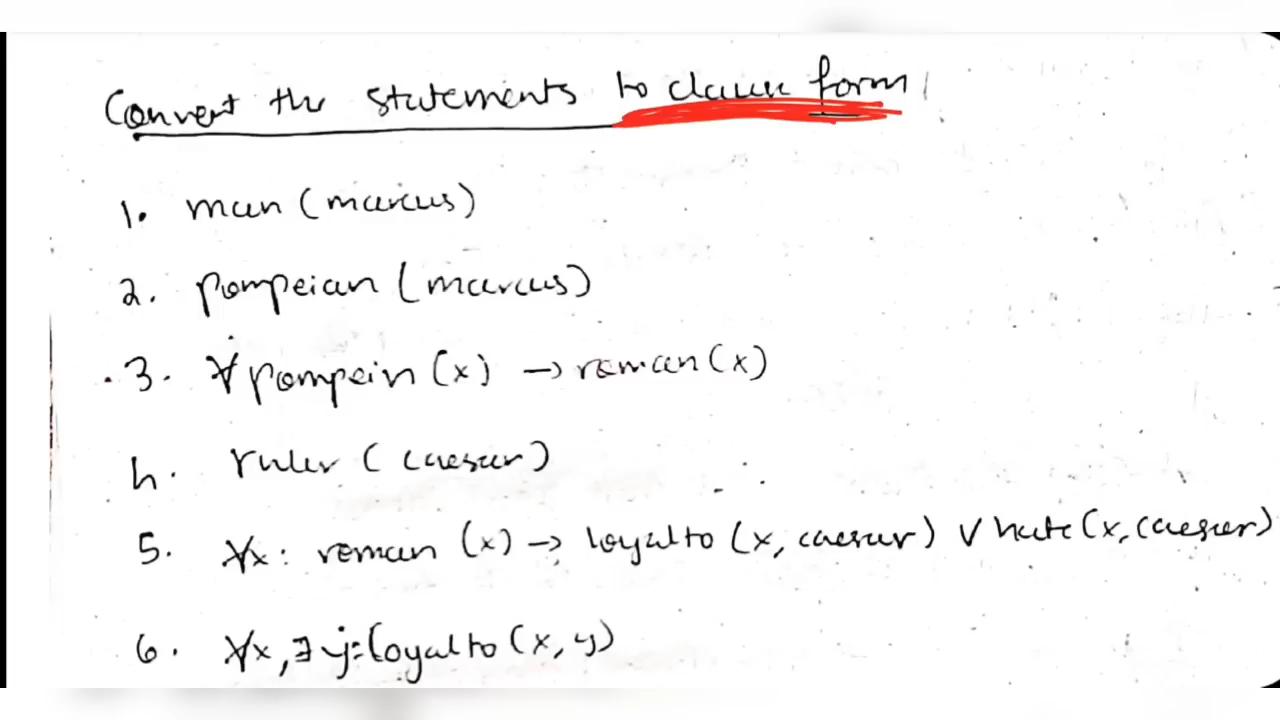 Convert the statements to clause form
1. man (marcus)
2. pompeian (marcus)
3. ∀ pompein (x) → roman (x)
4. ruler (caesar)
5. ∀x: roman (x) → loyalto (x, caesar) ∨ hate (x, caesar)
6. ∀x, ∃y: loyalto (x, y)